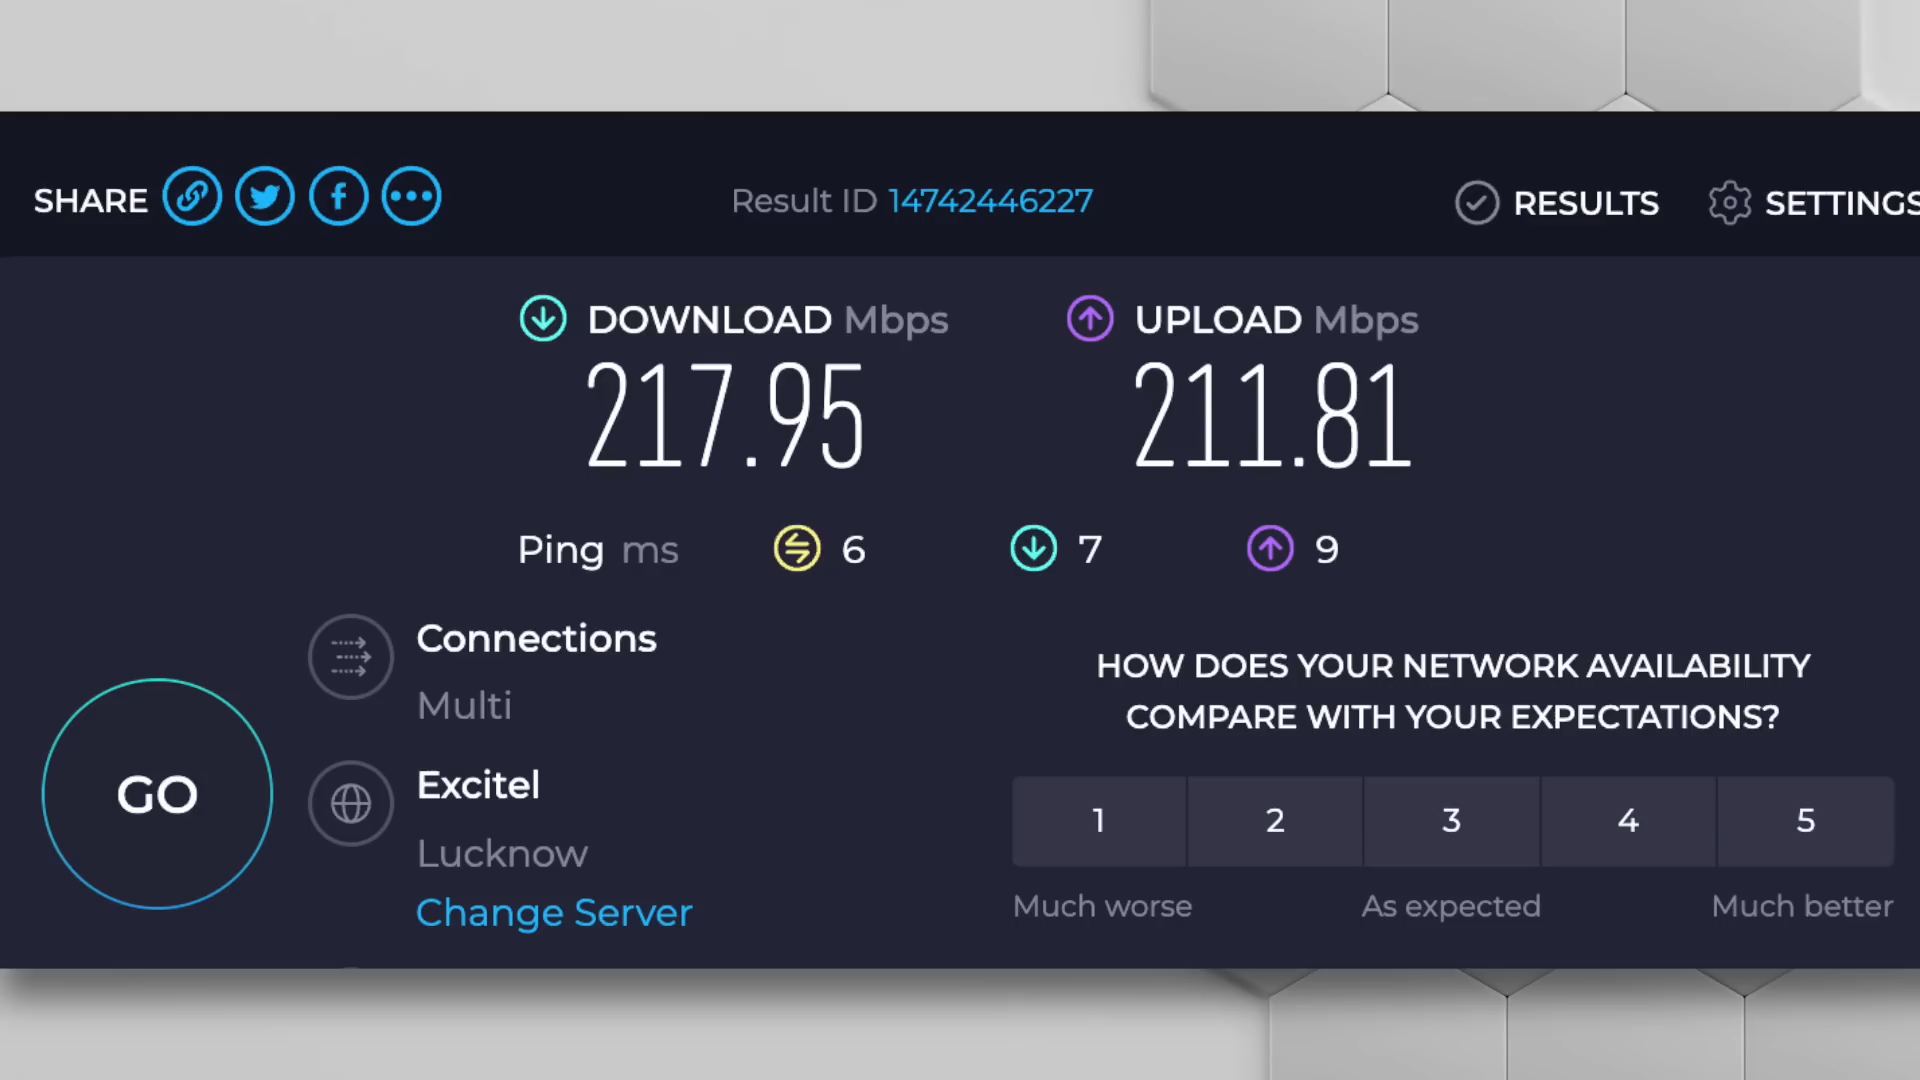 SHARE Result ID 14742446227 RESULTS SETTINGS
DOWNLOAD Mbps UPLOAD Mbps
217.95 211.81
Ping ms 6 7 9
Connections
Multi
HOW DOES YOUR NETWORK AVAILABILITY
COMPARE WITH YOUR EXPECTATIONS?
GO
Excitel
Lucknow
Change Server
1 2 3 4 5
Much worse As expected Much better